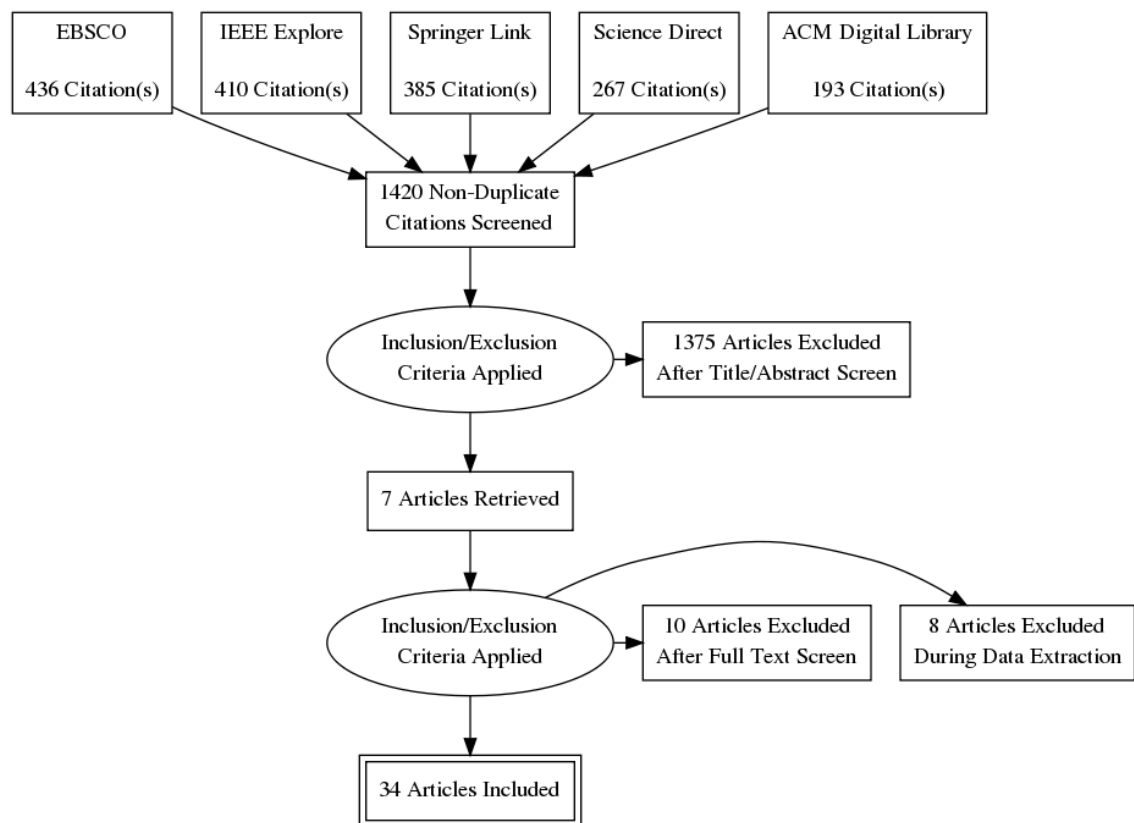 EBSCO
436 Citation(s)
IEEE Explore
410 Citation(s)
Springer Link
385 Citation(s)
Science Direct
267 Citation(s)
ACM Digital Library
193 Citation(s)
1420 Non-Duplicate
Citations Screened
Inclusion/Exclusion
Criteria Applied
1375 Articles Excluded
After Title/Abstract Screen
7 Articles Retrieved
Inclusion/Exclusion
Criteria Applied
10 Articles Excluded
After Full Text Screen
8 Articles Excluded
During Data Extraction
34 Articles Included